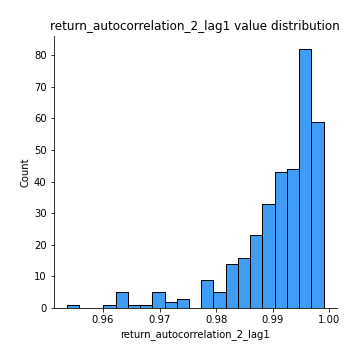 return_autocorrelation_2_lag1 value distribution
80
70
60
50
40
30
20
10
0
Count
0.96 0.97 0.98 0.99 1.00
return_autocorrelation_2_lag1